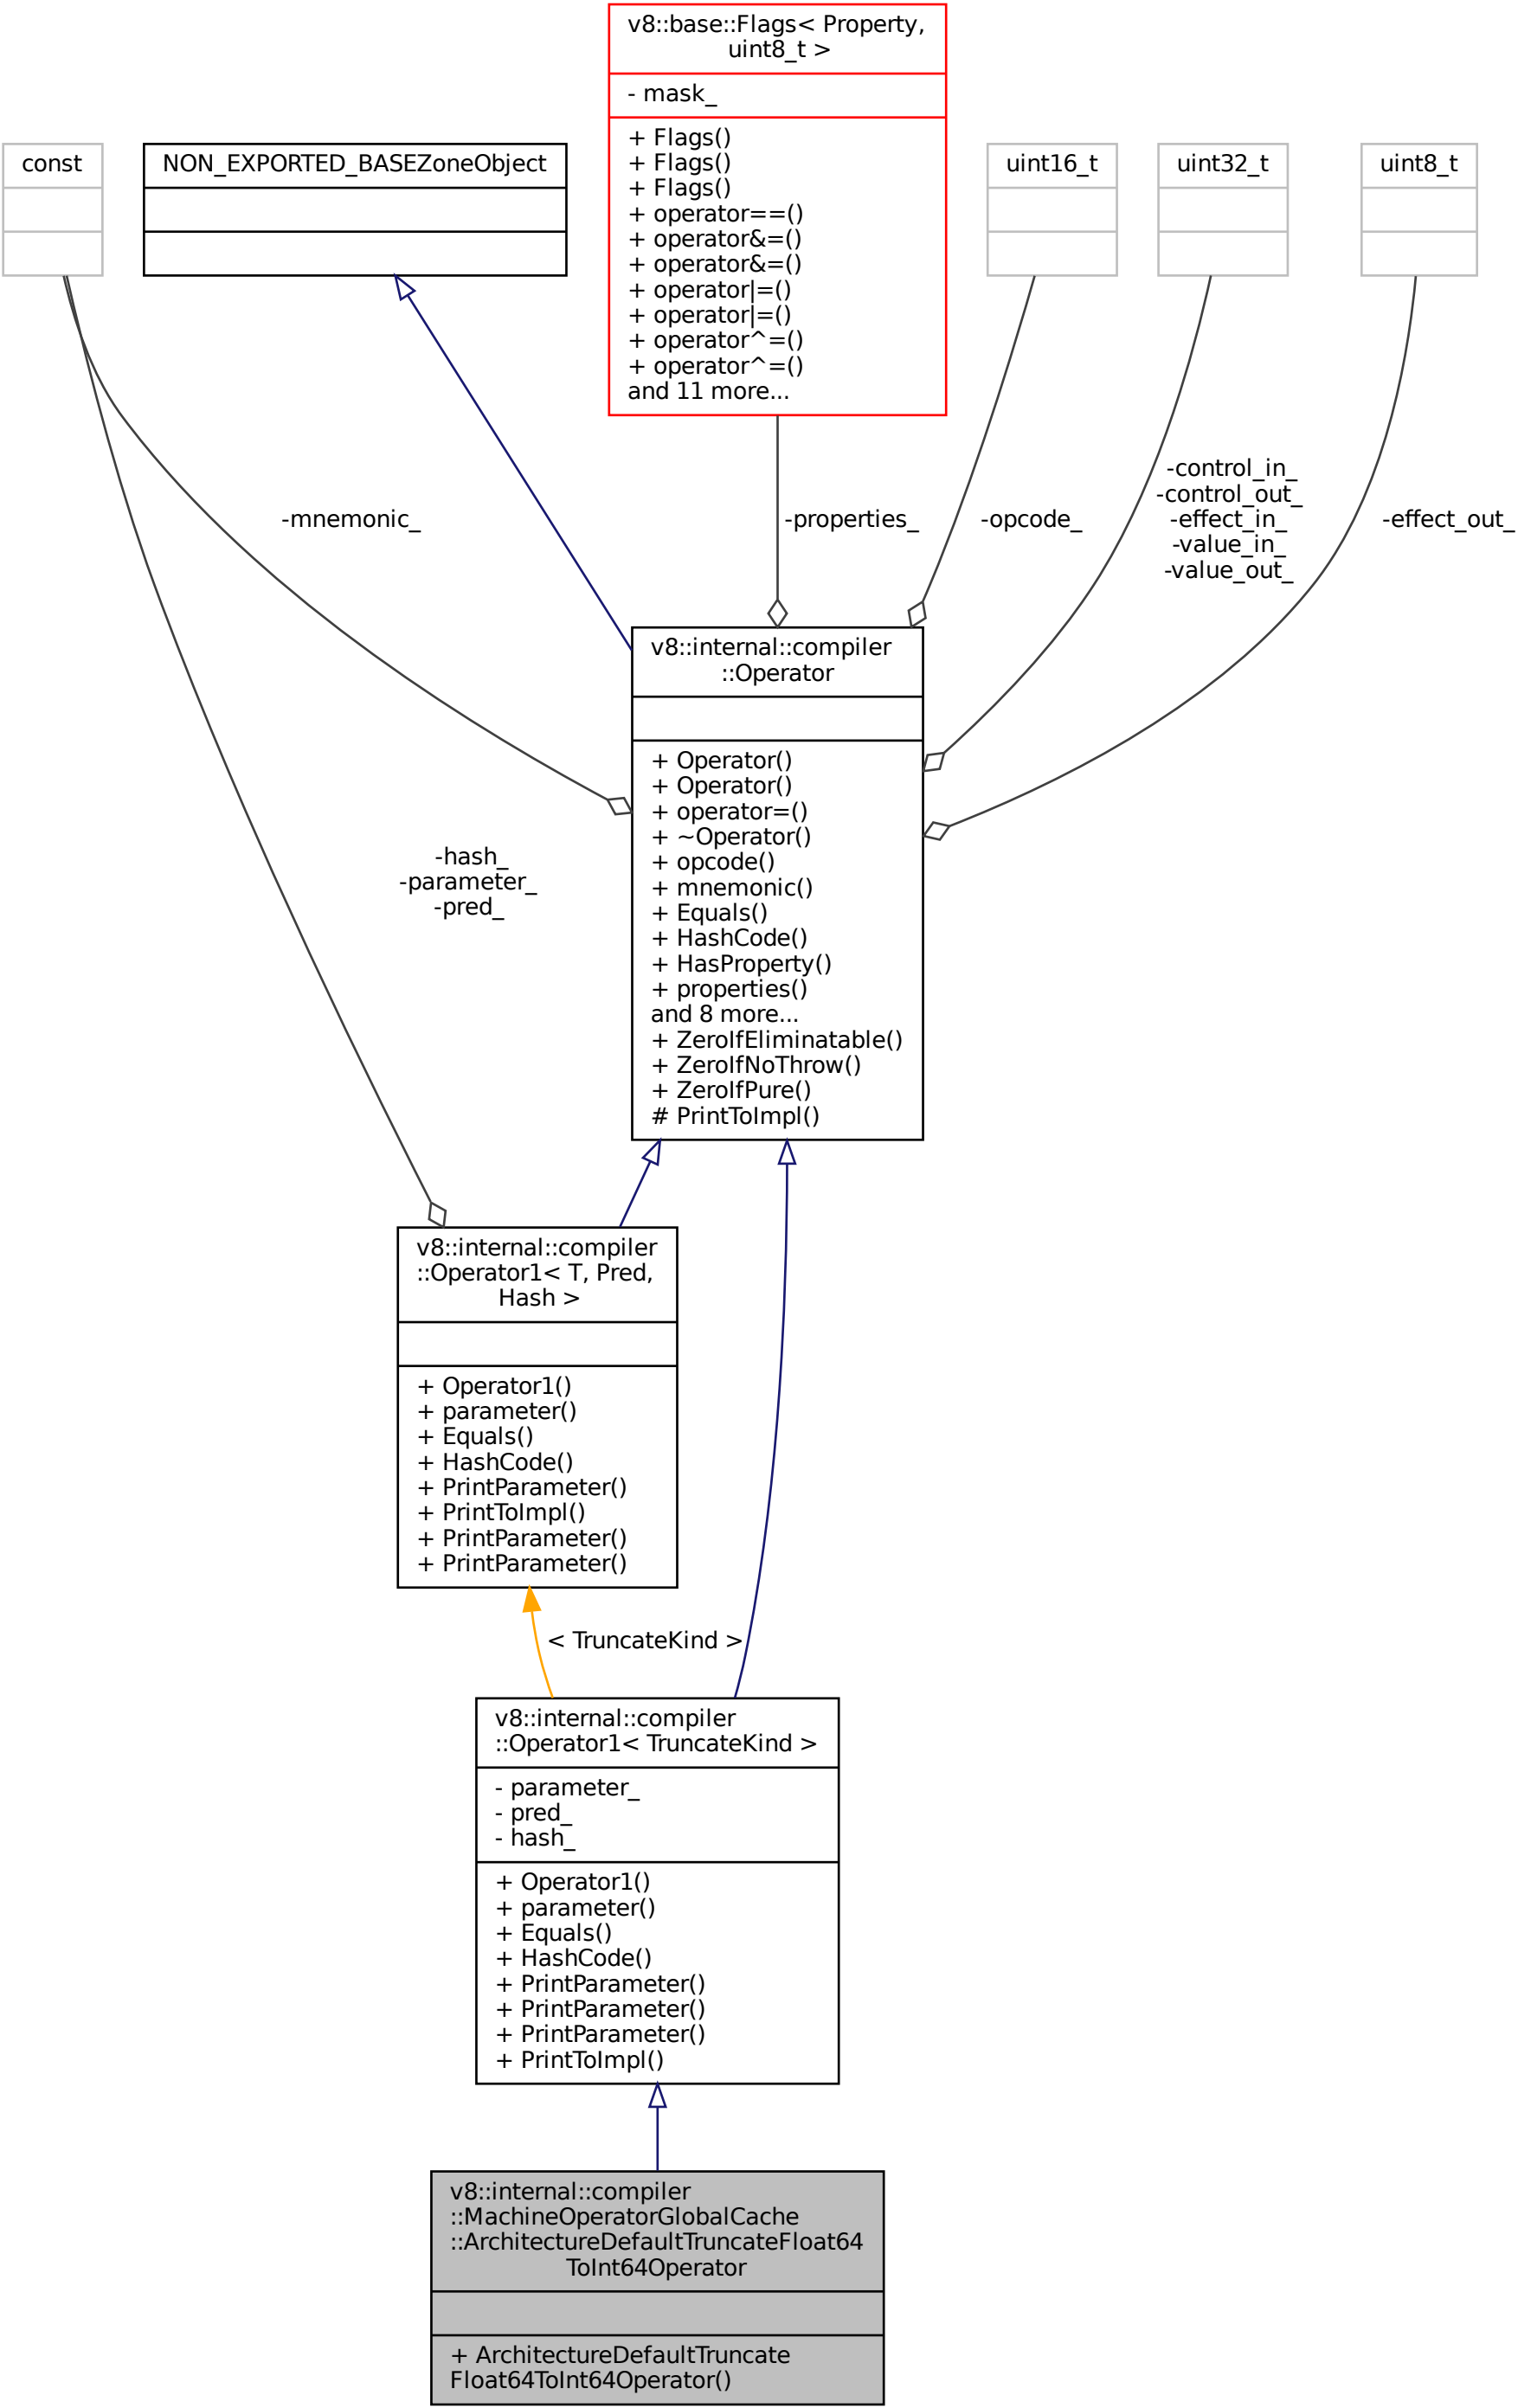 v8::base::Flags< Property,
uint8_t >
- mask_
+ Flags()
+ Flags()
+ Flags()
+ operator==()
+ operator&=()
+ operator&=()
+ operator|=()
+ operator|=()
+ operator^=()
+ operator^=()
and 11 more...
const
NON_EXPORTED_BASEZoneObject
uint16_t
uint32_t
uint8_t
-mnemonic_
-properties_
-opcode_
-control_in_
-control_out_
-effect_in_
-value_in_
-value_out_
-effect_out_
v8::internal::compiler
::Operator
+ Operator()
+ Operator()
+ operator=()
+ ~Operator()
+ opcode()
+ mnemonic()
+ Equals()
+ HashCode()
+ HasProperty()
+ properties()
and 8 more...
+ ZeroIfEliminatable()
+ ZeroIfNoThrow()
+ ZeroIfPure()
# PrintToImpl()
-hash_
-parameter_
-pred_
v8::internal::compiler
::Operator1< T, Pred,
Hash >
+ Operator1()
+ parameter()
+ Equals()
+ HashCode()
+ PrintParameter()
+ PrintToImpl()
+ PrintParameter()
+ PrintParameter()
< TruncateKind >
v8::internal::compiler
::Operator1< TruncateKind >
- parameter_
- pred_
- hash_
+ Operator1()
+ parameter()
+ Equals()
+ HashCode()
+ PrintParameter()
+ PrintParameter()
+ PrintParameter()
+ PrintToImpl()
v8::internal::compiler
::MachineOperatorGlobalCache
::ArchitectureDefaultTruncateFloat64
ToInt64Operator
+ ArchitectureDefaultTruncate
Float64ToInt64Operator()